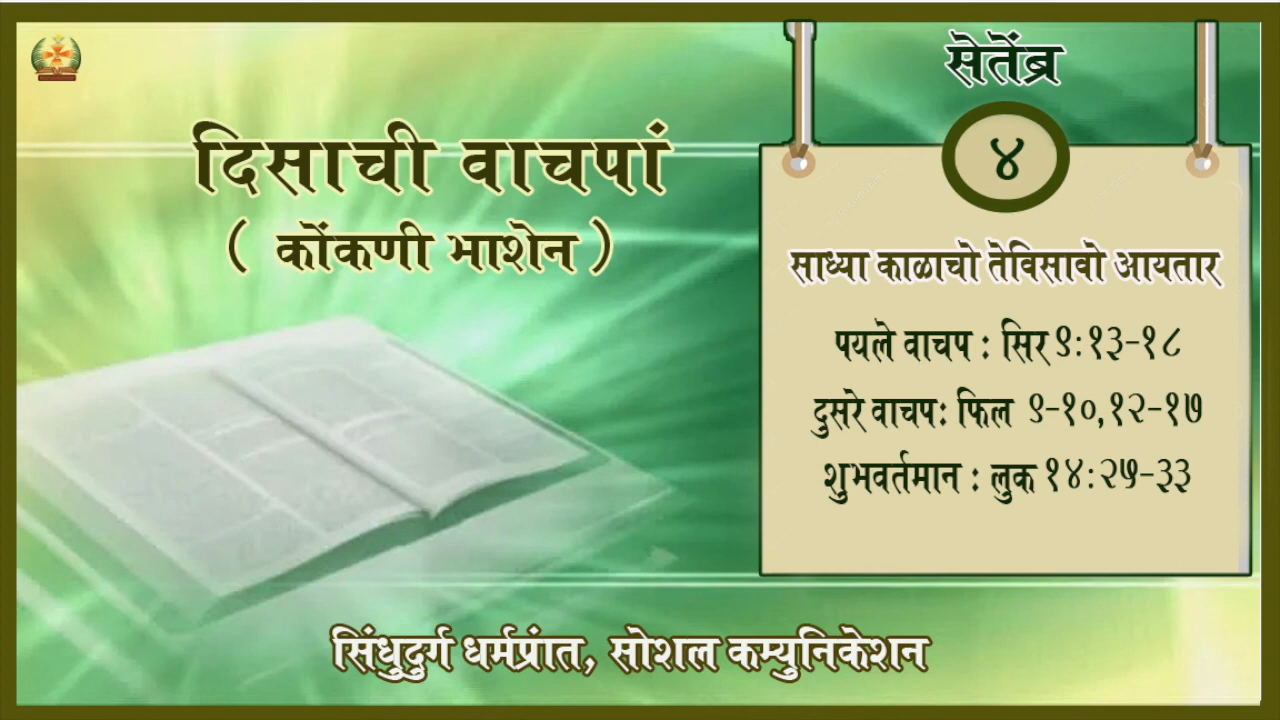 दिसाची वाचपां
( कोंकणी भाशेन )
सेतेंब्र
४
साध्या काळाचो तेविसावो आयतार
पयले वाचप : सिर ९:१३-१८
दुसरे वाचप: फिल ९-१०,१२-१७
शुभवर्तमान : लुक १४:२७-३३
सिंधुदुर्ग धर्मप्रांत, सोशल कम्युनिकेशन